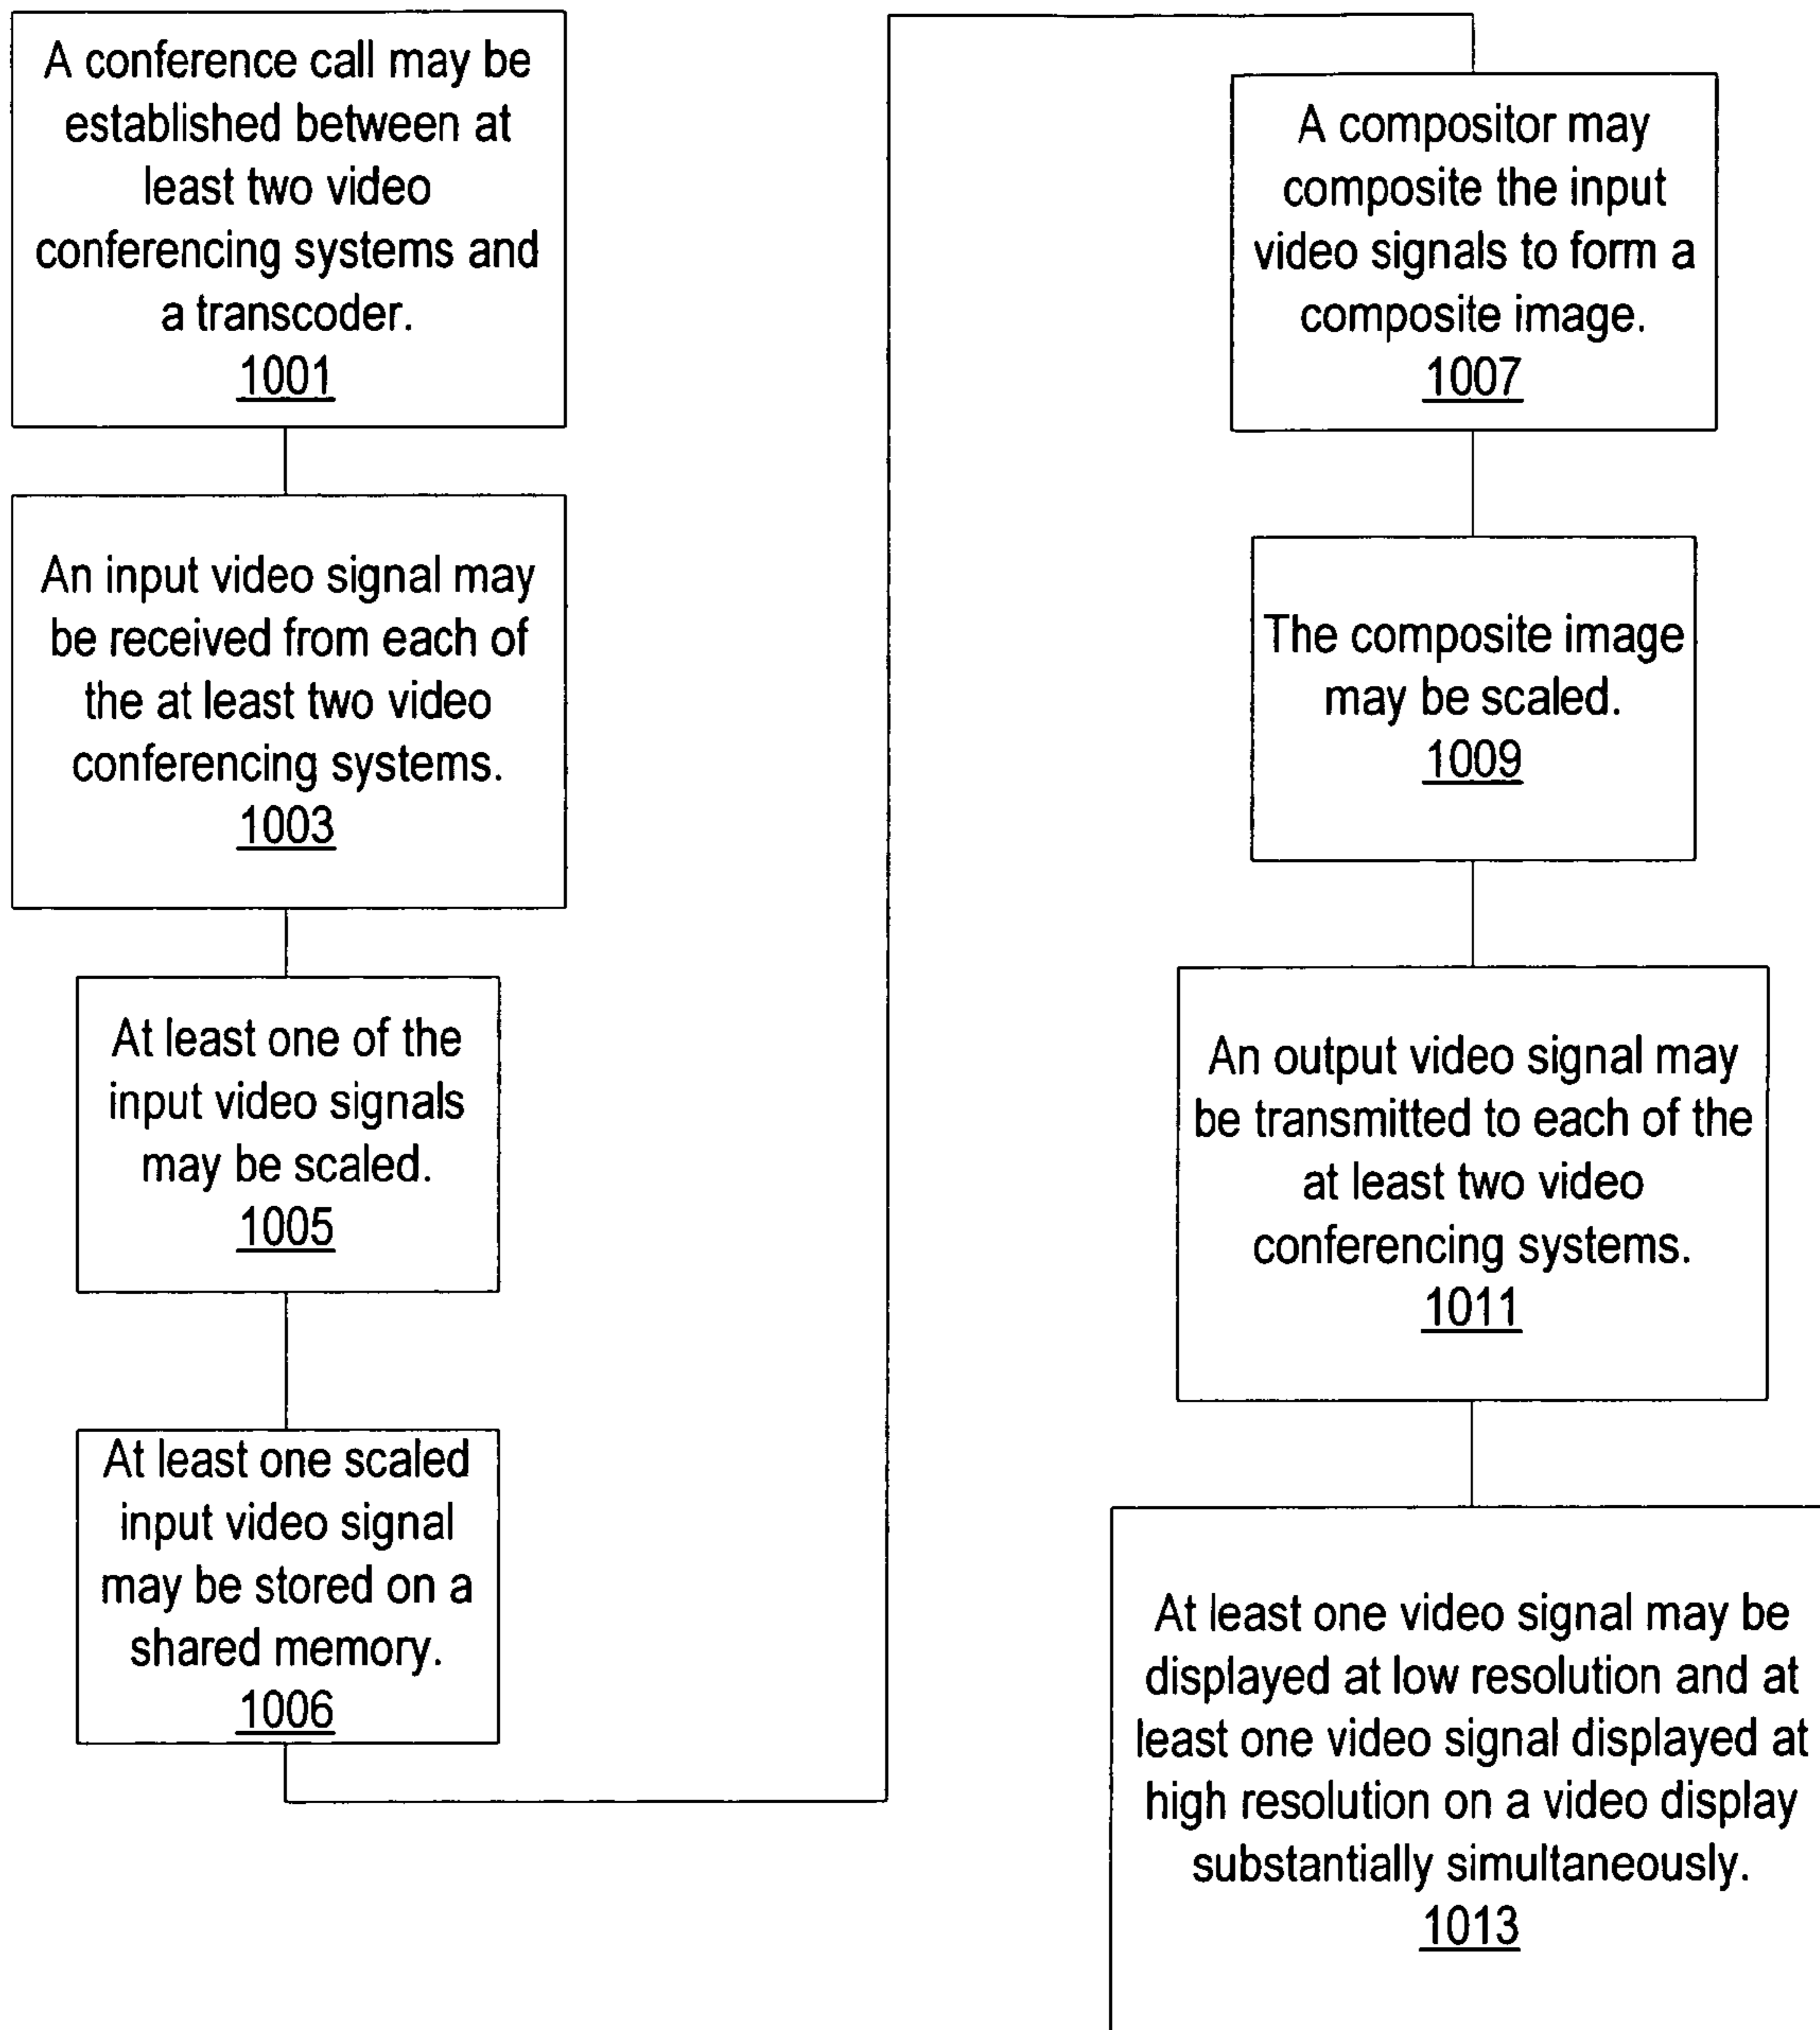 A conference call may be
established between at
least two video
conferencing systems and
a transcoder.
1001
An input video signal may
be received from each of
the at least two video
conferencing systems.
1003
At least one of the
input video signals
may be scaled.
1005
At least one scaled
input video signal
may be stored on a
shared memory.
1006
A compositor may
composite the input
video signals to form a
composite image.
1007
The composite image
may be scaled.
1009
An output video signal may
be transmitted to each of the
at least two video
conferencing systems.
1011
At least one video signal may be
displayed at low resolution and at
least one video signal displayed at
high resolution on a video display
substantially simultaneously.
1013